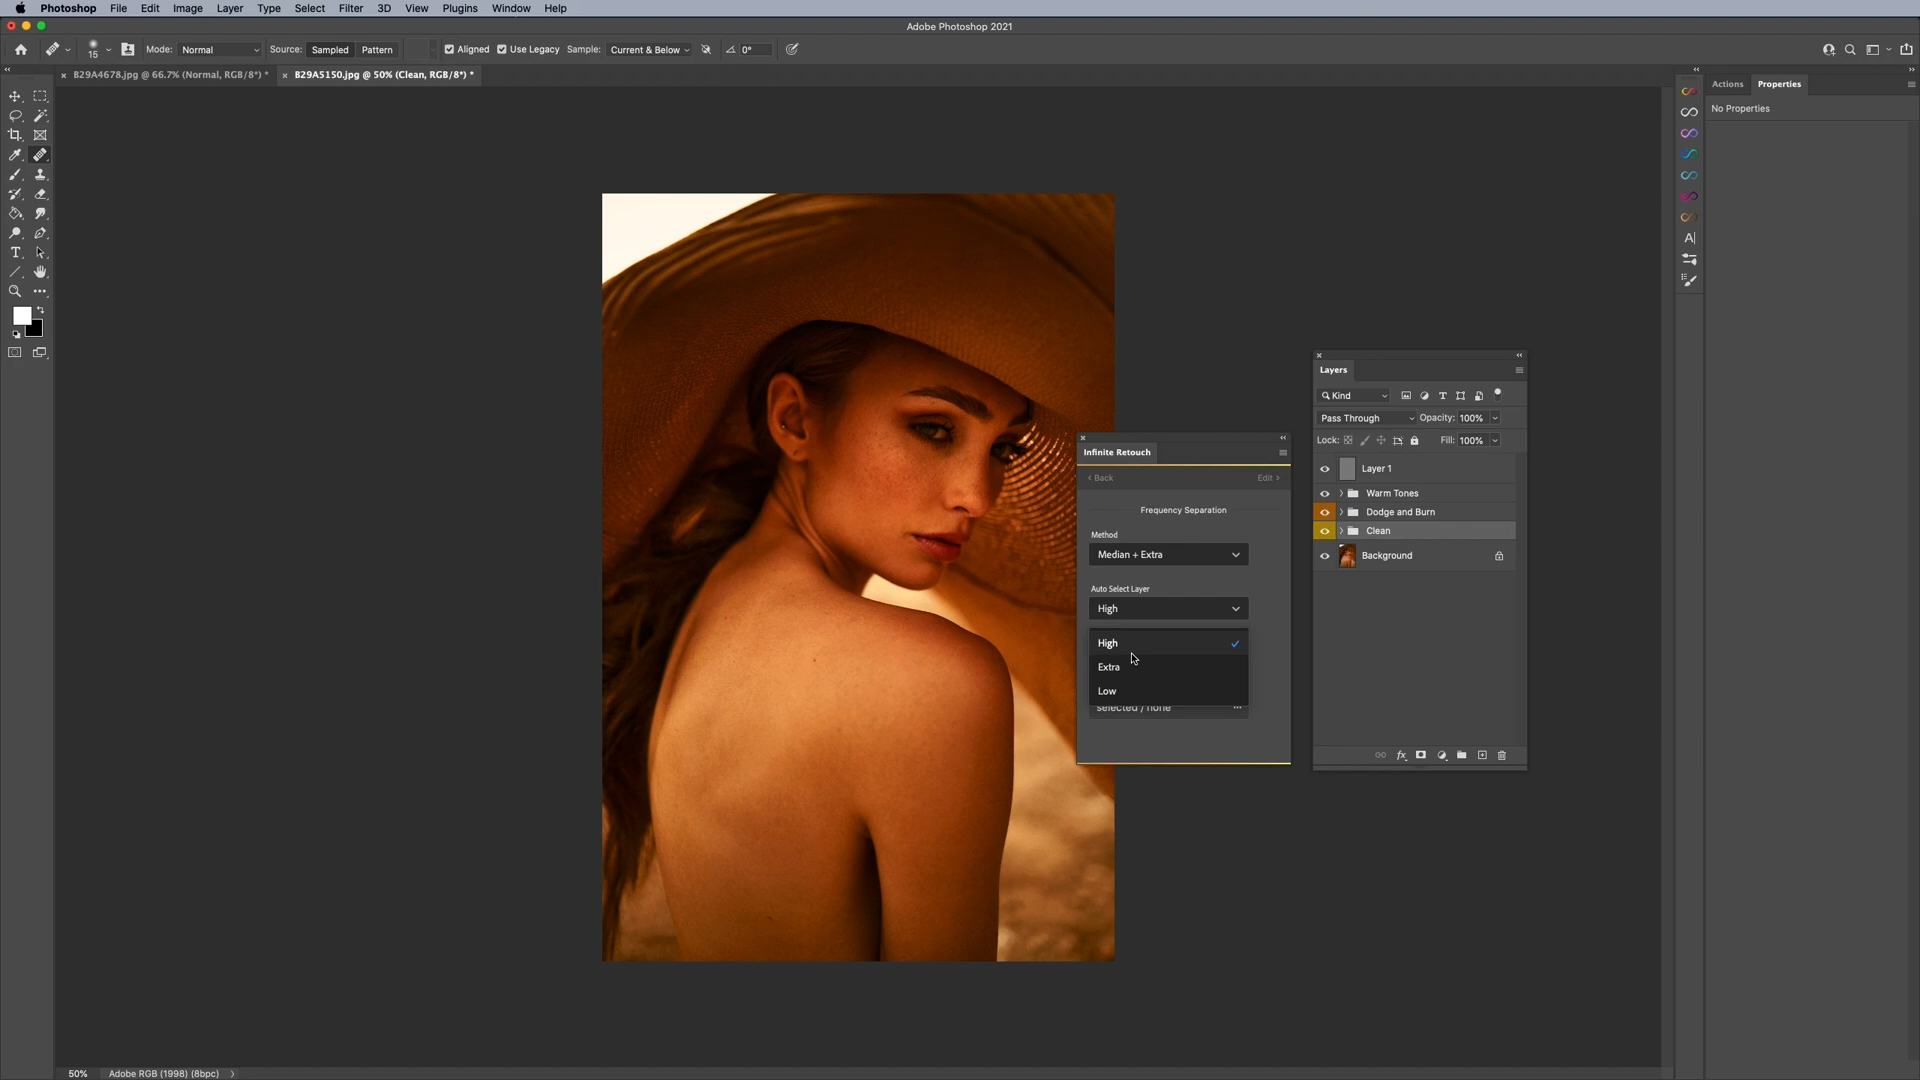 Photoshop File Edit Image Layer Type Select Filter 3D View Plugins Window Help
Adobe Photoshop 2021
15 Mode: Normal Source: Sampled Pattern Aligned Use Legacy Sample: Current & Below 0°
B29A4678.jpg @ 66.7% (Normal, RGB/8*) * B29A5150.jpg @ 50% (Clean, RGB/8*) *
Actions Properties
No Properties
Layers
Kind
Pass Through Opacity: 100%
Lock: Fill: 100%
Layer 1
Warm Tones
Dodge and Burn
Clean
Background
Infinite Retouch
< Back Edit >
Frequency Separation
Method
Median + Extra
Auto Select Layer
High
High
Extra
Low
selected / none
50% Adobe RGB (1998) (8bpc)